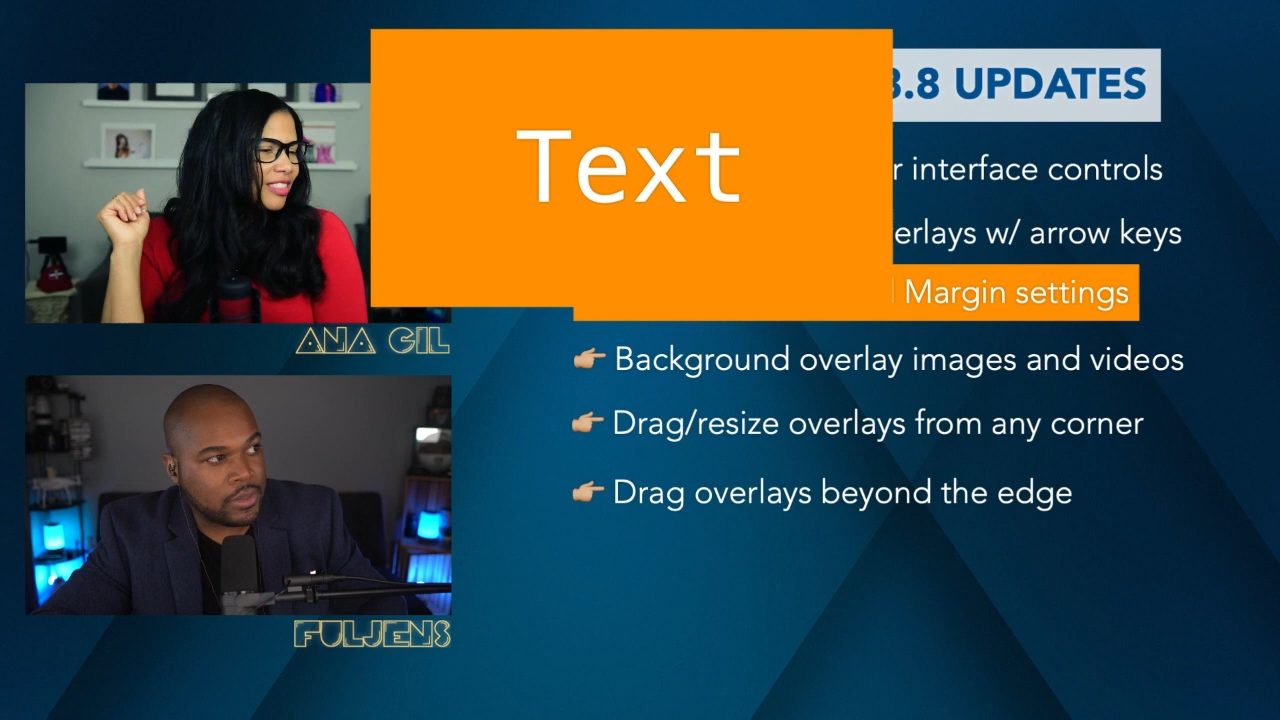 Text
3.8 UPDATES
r interface controls
erlays w/ arrow keys
Margin settings
👉🏼 Background overlay images and videos
👉🏼 Drag/resize overlays from any corner
👉🏼 Drag overlays beyond the edge
ANA GIL
FULJENS